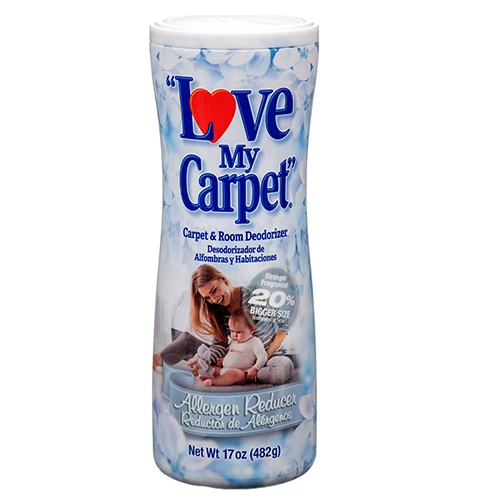 "Love
My
Carpet"
Carpet & Room Deodorizer
Desodorizador de
Alfombras y Habitaciones
Stronger
Fragrance!
20%
BIGGER SIZE
Allergen Reducer
Reductor de Alérgenos
Net Wt 17 oz (482g)